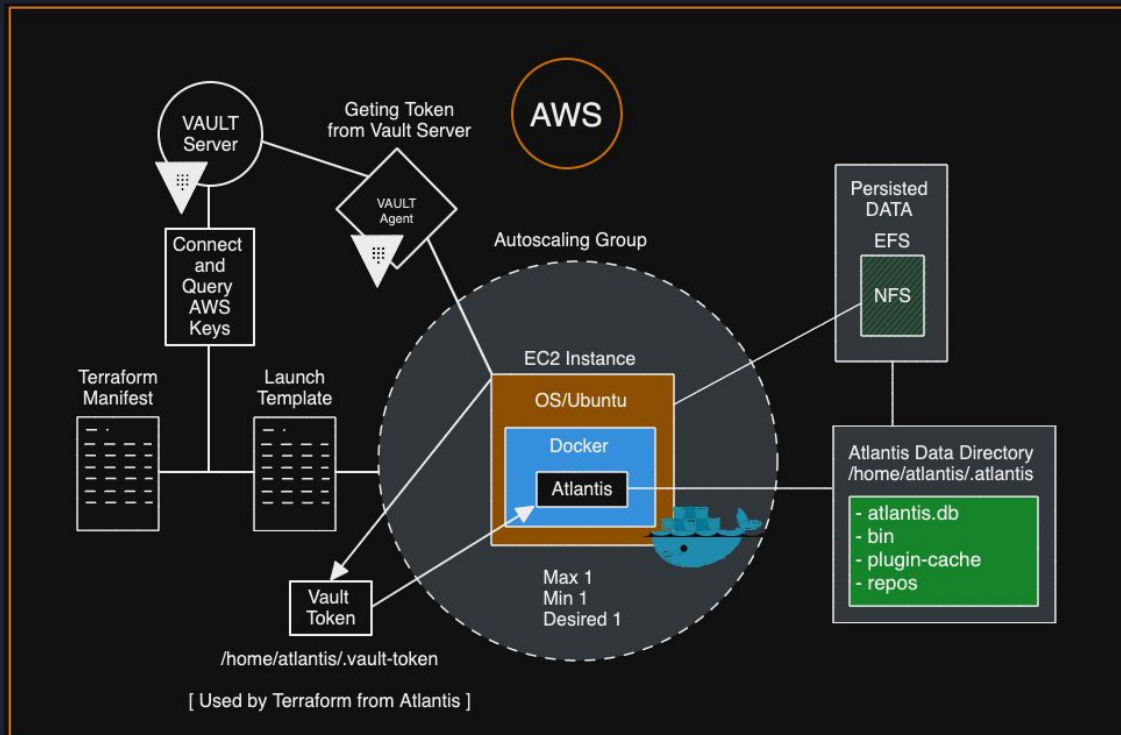 AWS
VAULT
Server
Geting Token
from Vault Server
VAULT
Agent
Connect
and
Query
AWS
Keys
Terraform
Manifest
Launch
Template
Autoscaling Group
EC2 Instance
OS/Ubuntu
Docker
Atlantis
Max 1
Min 1
Desired 1
Persisted
DATA
EFS
NFS
Atlantis Data Directory
/home/atlantis/.atlantis
- atlantis.db
- bin
- plugin-cache
- repos
Vault
Token
/home/atlantis/.vault-token
[ Used by Terraform from Atlantis ]